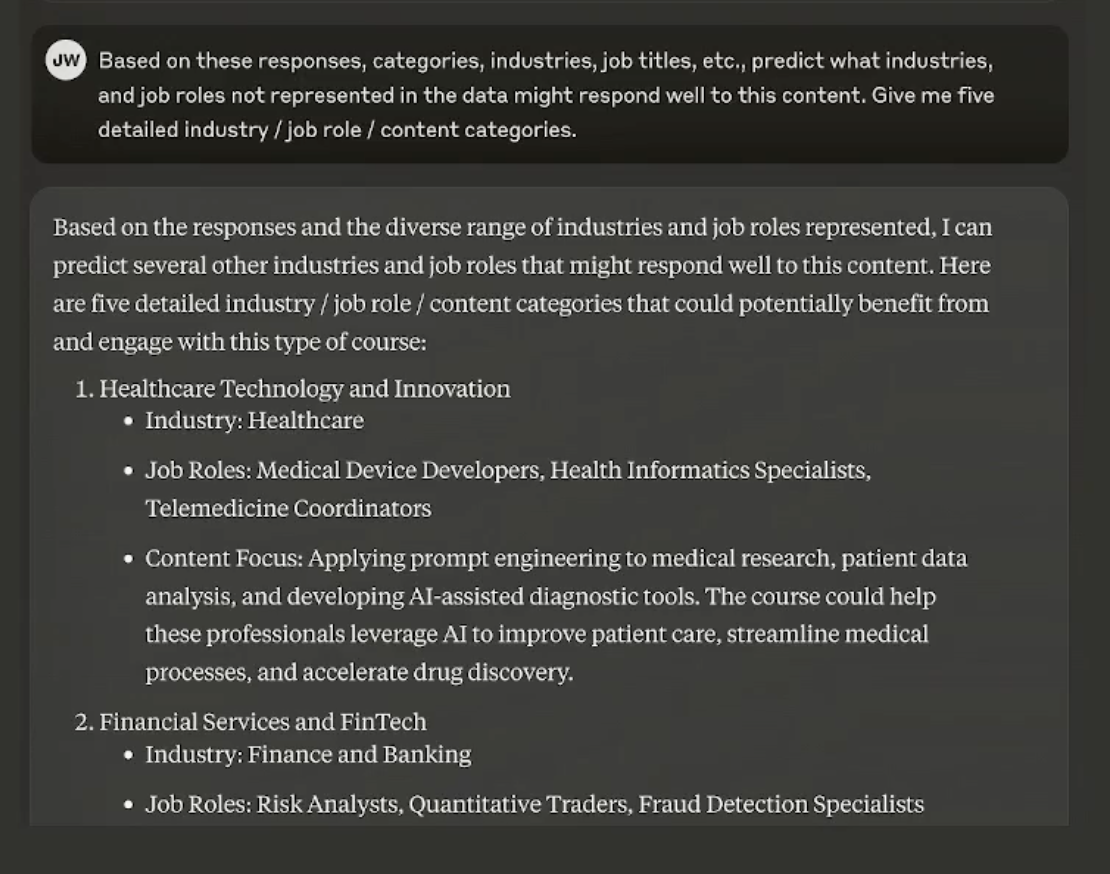 JW
Based on these responses, categories, industries, job titles, etc., predict what industries,
and job roles not represented in the data might respond well to this content. Give me five
detailed industry / job role / content categories.
Based on the responses and the diverse range of industries and job roles represented, I can
predict several other industries and job roles that might respond well to this content. Here
are five detailed industry / job role / content categories that could potentially benefit from
and engage with this type of course:
1. Healthcare Technology and Innovation
• Industry: Healthcare
• Job Roles: Medical Device Developers, Health Informatics Specialists,
Telemedicine Coordinators
• Content Focus: Applying prompt engineering to medical research, patient data
analysis, and developing AI-assisted diagnostic tools. The course could help
these professionals leverage AI to improve patient care, streamline medical
processes, and accelerate drug discovery.
2. Financial Services and FinTech
• Industry: Finance and Banking
• Job Roles: Risk Analysts, Quantitative Traders, Fraud Detection Specialists